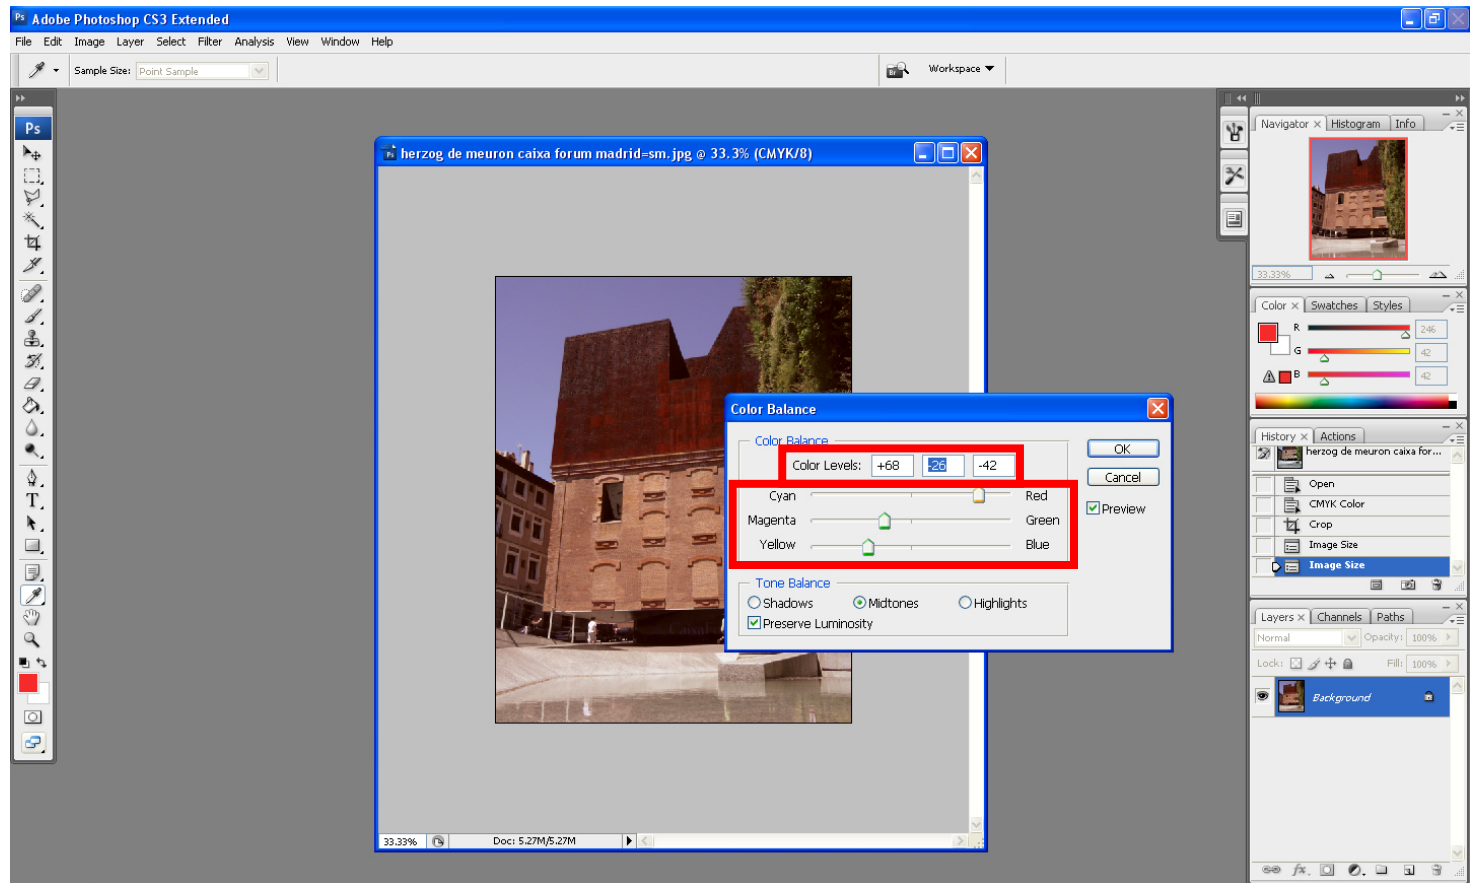 Ps Adobe Photoshop CS3 Extended
File Edit Image Layer Select Filter Analysis View Window Help
Sample Size: Point Sample
Br
Workspace
Ps
herzog de meuron caixa forum madrid=sm.jpg @ 33.3% (CMYK/8)
33.33%
Doc: 5.27M/5.27M
Color Balance
Color Balance
Color Levels: +68 -26 -42
Cyan Red
Magenta Green
Yellow Blue
OK
Cancel
Preview
Tone Balance
Shadows Midtones Highlights
Preserve Luminosity
Navigator × Histogram Info
33.33%
Color × Swatches Styles
R 246
G 42
B 42
History × Actions
herzog de meuron caixa for...
Open
CMYK Color
Crop
Image Size
Image Size
Layers × Channels Paths
Normal Opacity: 100%
Lock: Fill: 100%
Background
fx.